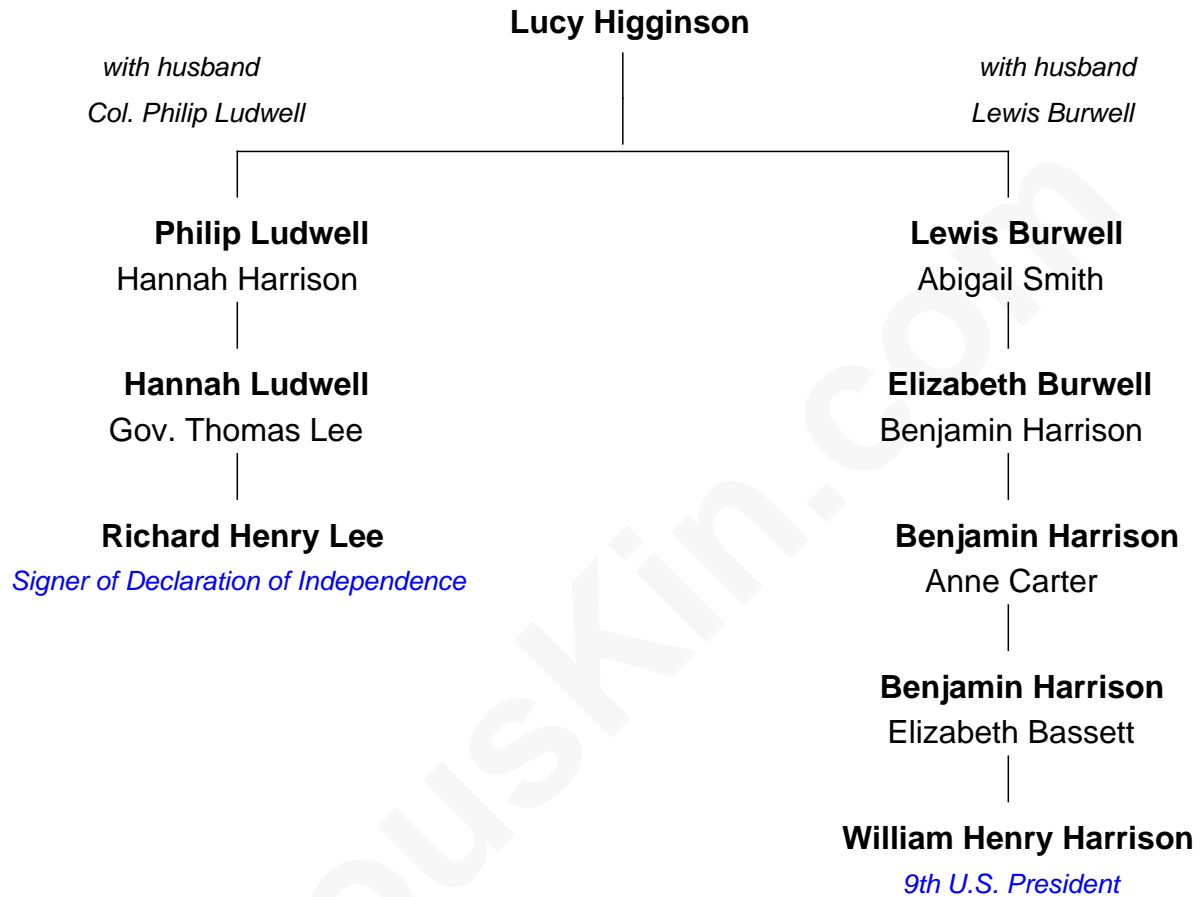 Lucy Higginson
with husband
Col. Philip Ludwell
with husband
Lewis Burwell
Philip Ludwell
Hannah Harrison
Hannah Ludwell
Gov. Thomas Lee
Richard Henry Lee
Signer of Declaration of Independence
Lewis Burwell
Abigail Smith
Elizabeth Burwell
Benjamin Harrison
Benjamin Harrison
Anne Carter
Benjamin Harrison
Elizabeth Bassett
William Henry Harrison
9th U.S. President
ousKin.com